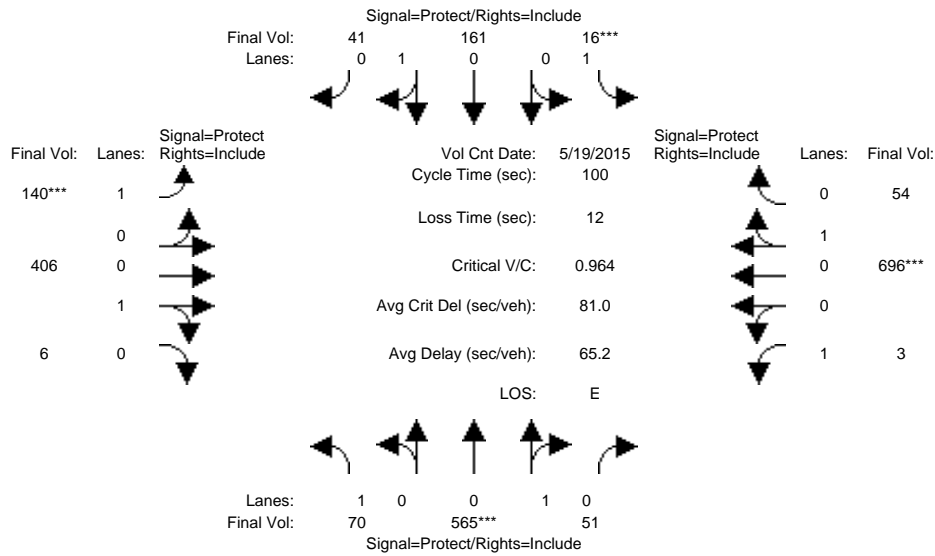 Signal=Protect/Rights=Include
Final Vol: 41 161 16***
Lanes: 0 1 0 0 1
Signal=Protect Signal=Protect
Final Vol: Lanes: Rights=Include Vol Cnt Date: 5/19/2015 Rights=Include Lanes: Final Vol:
Cycle Time (sec): 100
140*** 1 0 54
Loss Time (sec): 12
0 1
406 0 Critical V/C: 0.964 0 696***
1 Avg Crit Del (sec/veh): 81.0 0
6 0 Avg Delay (sec/veh): 65.2 1 3
LOS: E
Lanes: 1 0 0 1 0
Final Vol: 70 565*** 51
Signal=Protect/Rights=Include